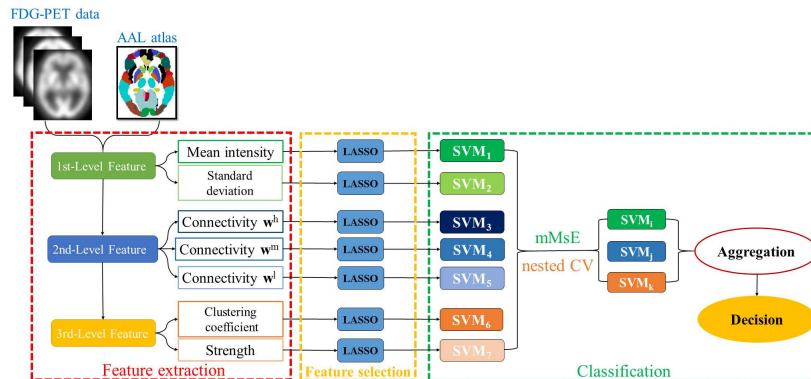 FDG-PET data
AAL atlas
1st-Level Feature
Mean intensity
Standard
deviation
LASSO
LASSO
SVM₁
SVM₂
2nd-Level Feature
Connectivity wʰ
Connectivity wᵐ
Connectivity wˡ
LASSO
LASSO
LASSO
SVM₃
SVM₄
SVM₅
3rd-Level Feature
Clustering
coefficient
Strength
LASSO
LASSO
SVM₆
SVM₇
mMsE
nested CV
SVMᵢ
SVMⱼ
SVMₖ
Aggregation
Decision
Feature extraction
Feature selection
Classification